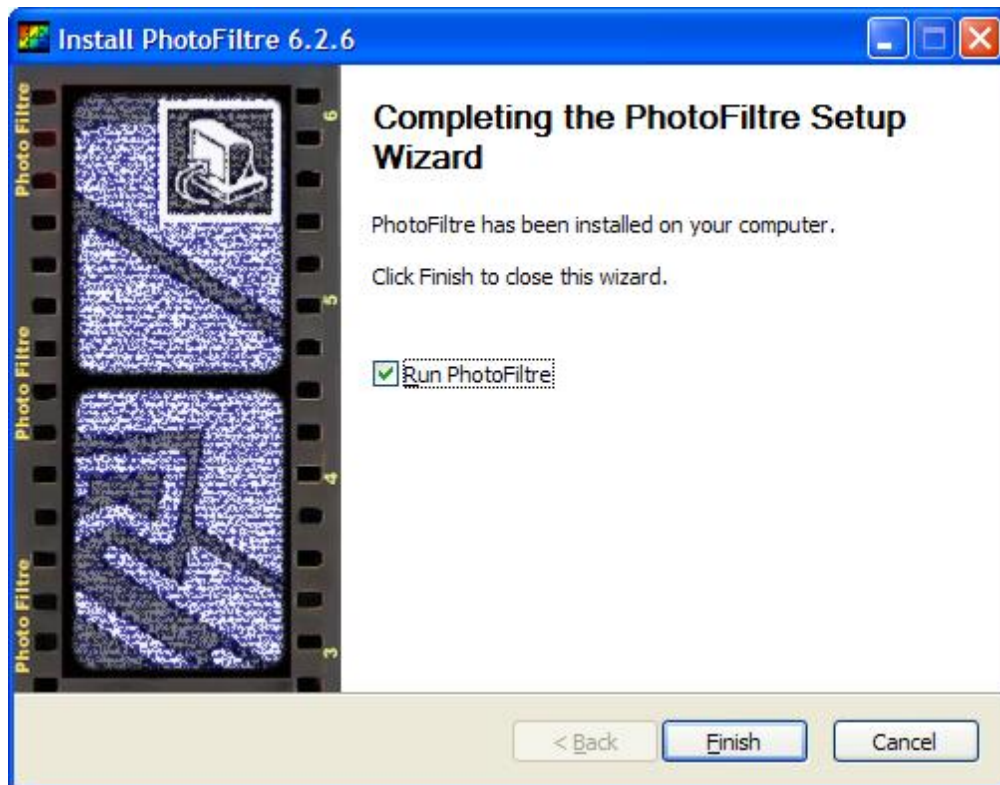 Install PhotoFiltre 6.2.6
Photo Filtre
6
5
Photo Filtre
4
Photo Filtre
3
Completing the PhotoFiltre Setup
Wizard
PhotoFiltre has been installed on your computer.
Click Finish to close this wizard.
Run PhotoFiltre
< Back
Finish
Cancel